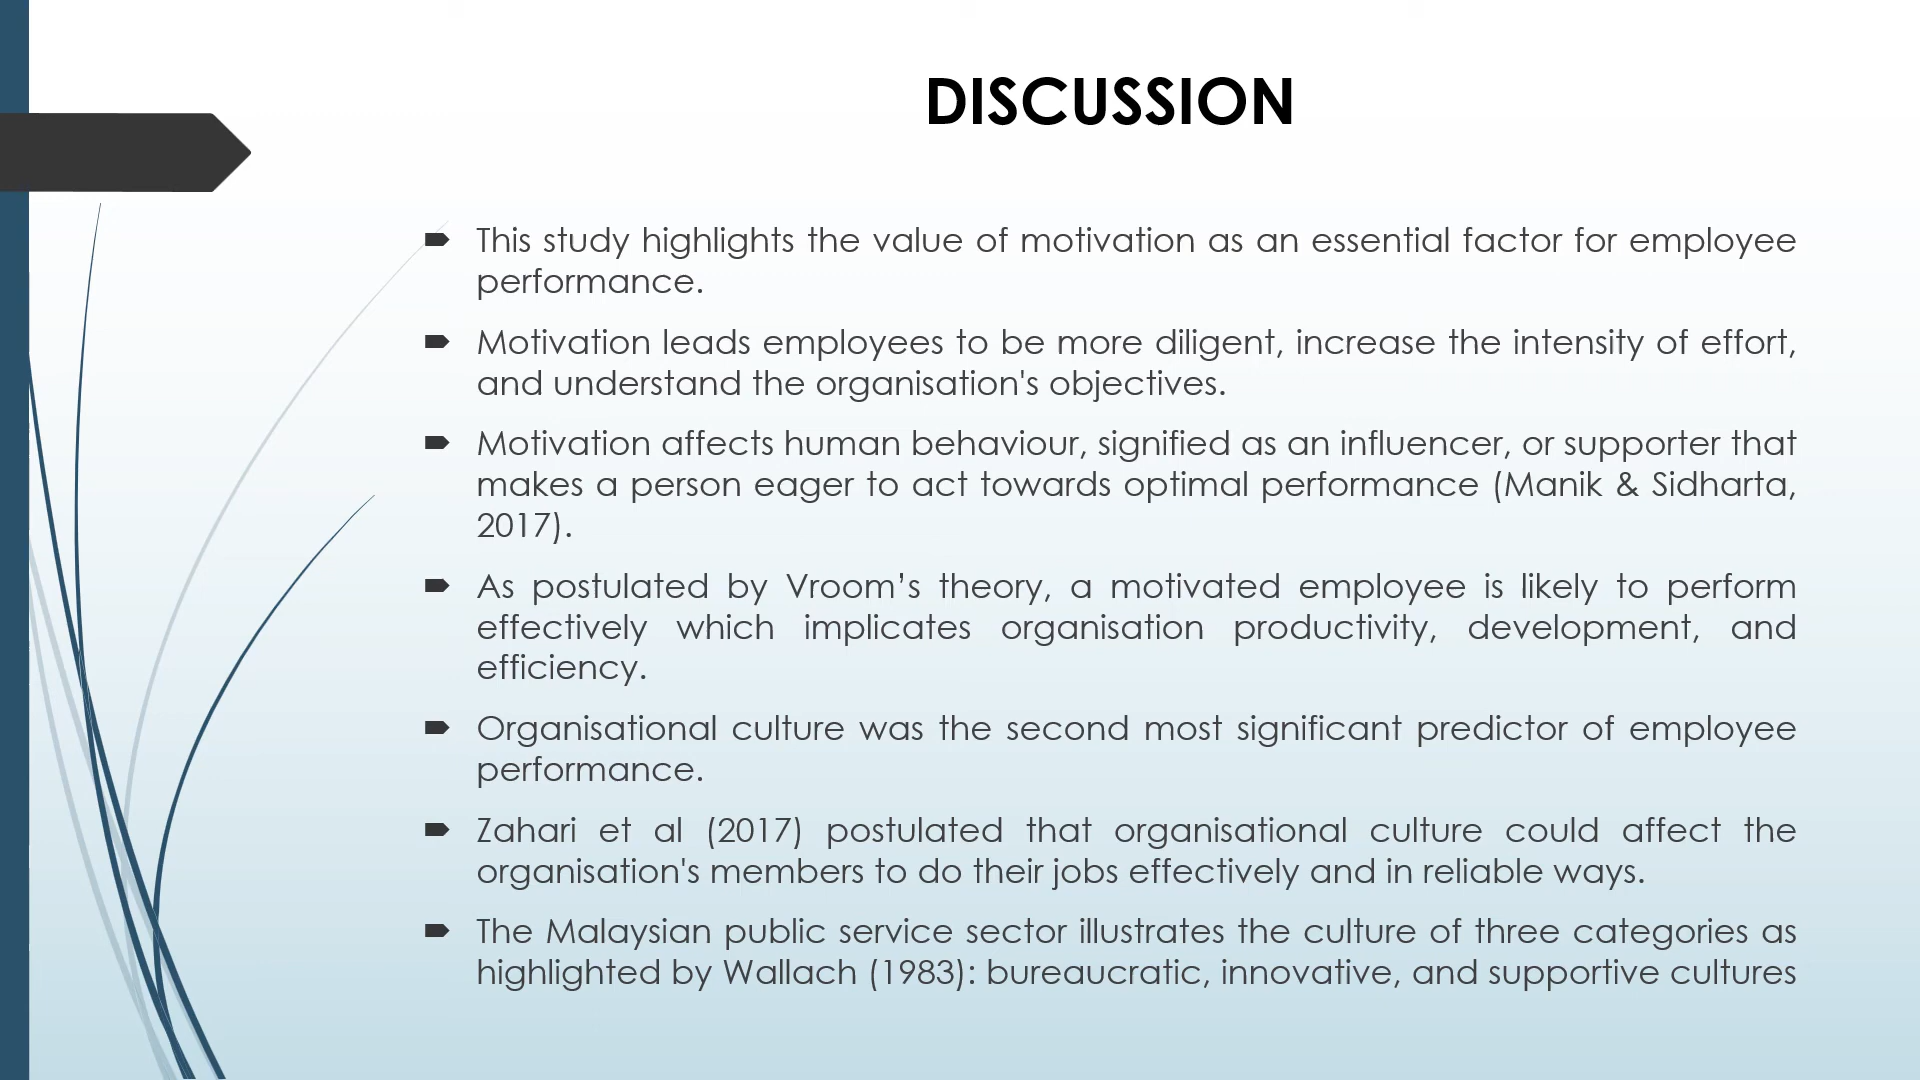 DISCUSSION
This study highlights the value of motivation as an essential factor for employee
performance.
Motivation leads employees to be more diligent, increase the intensity of effort,
and understand the organisation's objectives.
Motivation affects human behaviour, signified as an influencer, or supporter that
makes a person eager to act towards optimal performance (Manik & Sidharta,
2017).
As postulated by Vroom’s theory, a motivated employee is likely to perform
effectively which implicates organisation productivity, development, and
efficiency.
Organisational culture was the second most significant predictor of employee
performance.
Zahari et al (2017) postulated that organisational culture could affect the
organisation's members to do their jobs effectively and in reliable ways.
The Malaysian public service sector illustrates the culture of three categories as
highlighted by Wallach (1983): bureaucratic, innovative, and supportive cultures